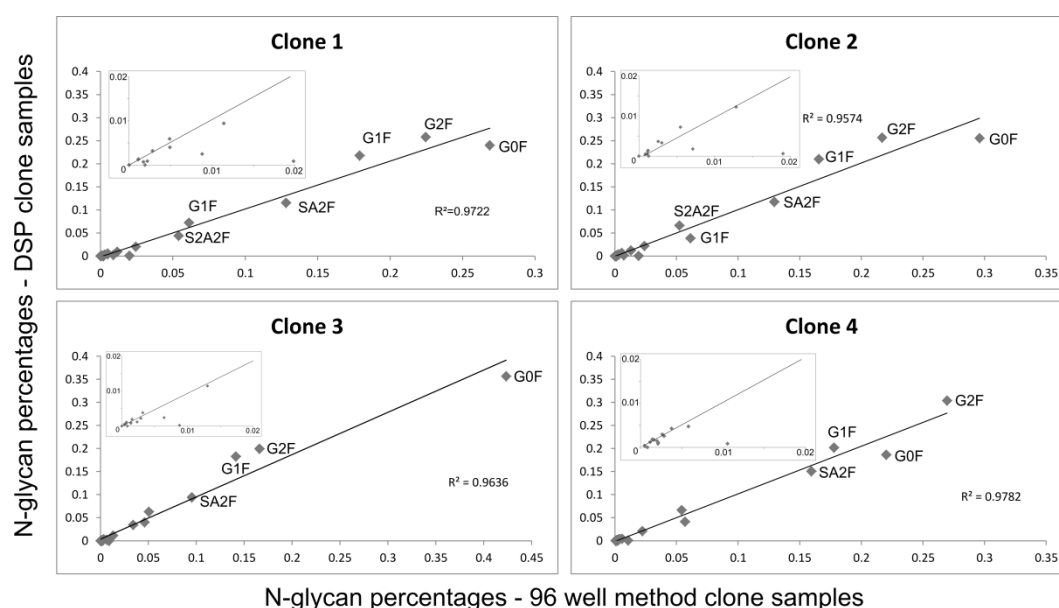 N-glycan percentages - DSP clone samples
Clone 1
0.4
0.35
0.3
0.25
0.2
0.15
0.1
0.05
0
0.02
0.01
0
0.01
0.02
G1F
G2F
G0F
G1F
SA2F
S2A2F
R²=0.9722
0 0.05 0.1 0.15 0.2 0.25 0.3
Clone 2
0.4
0.35
0.3
0.25
0.2
0.15
0.1
0.05
0
0.02
0.01
0
0.01
0.02
R² = 0.9574
G2F
G0F
G1F
SA2F
S2A2F
G1F
0 0.05 0.1 0.15 0.2 0.25 0.3 0.35
Clone 3
0.4
0.35
0.3
0.25
0.2
0.15
0.1
0.05
0
0.02
0.01
0
0.01
0.02
G0F
G2F
G1F
SA2F
R² = 0.9636
0 0.05 0.1 0.15 0.2 0.25 0.3 0.35 0.4 0.45
Clone 4
0.4
0.35
0.3
0.25
0.2
0.15
0.1
0.05
0
0.02
0.01
0
0.01
0.02
G2F
G1F
G0F
SA2F
R² = 0.9782
0 0.05 0.1 0.15 0.2 0.25 0.3 0.35
N-glycan percentages - 96 well method clone samples